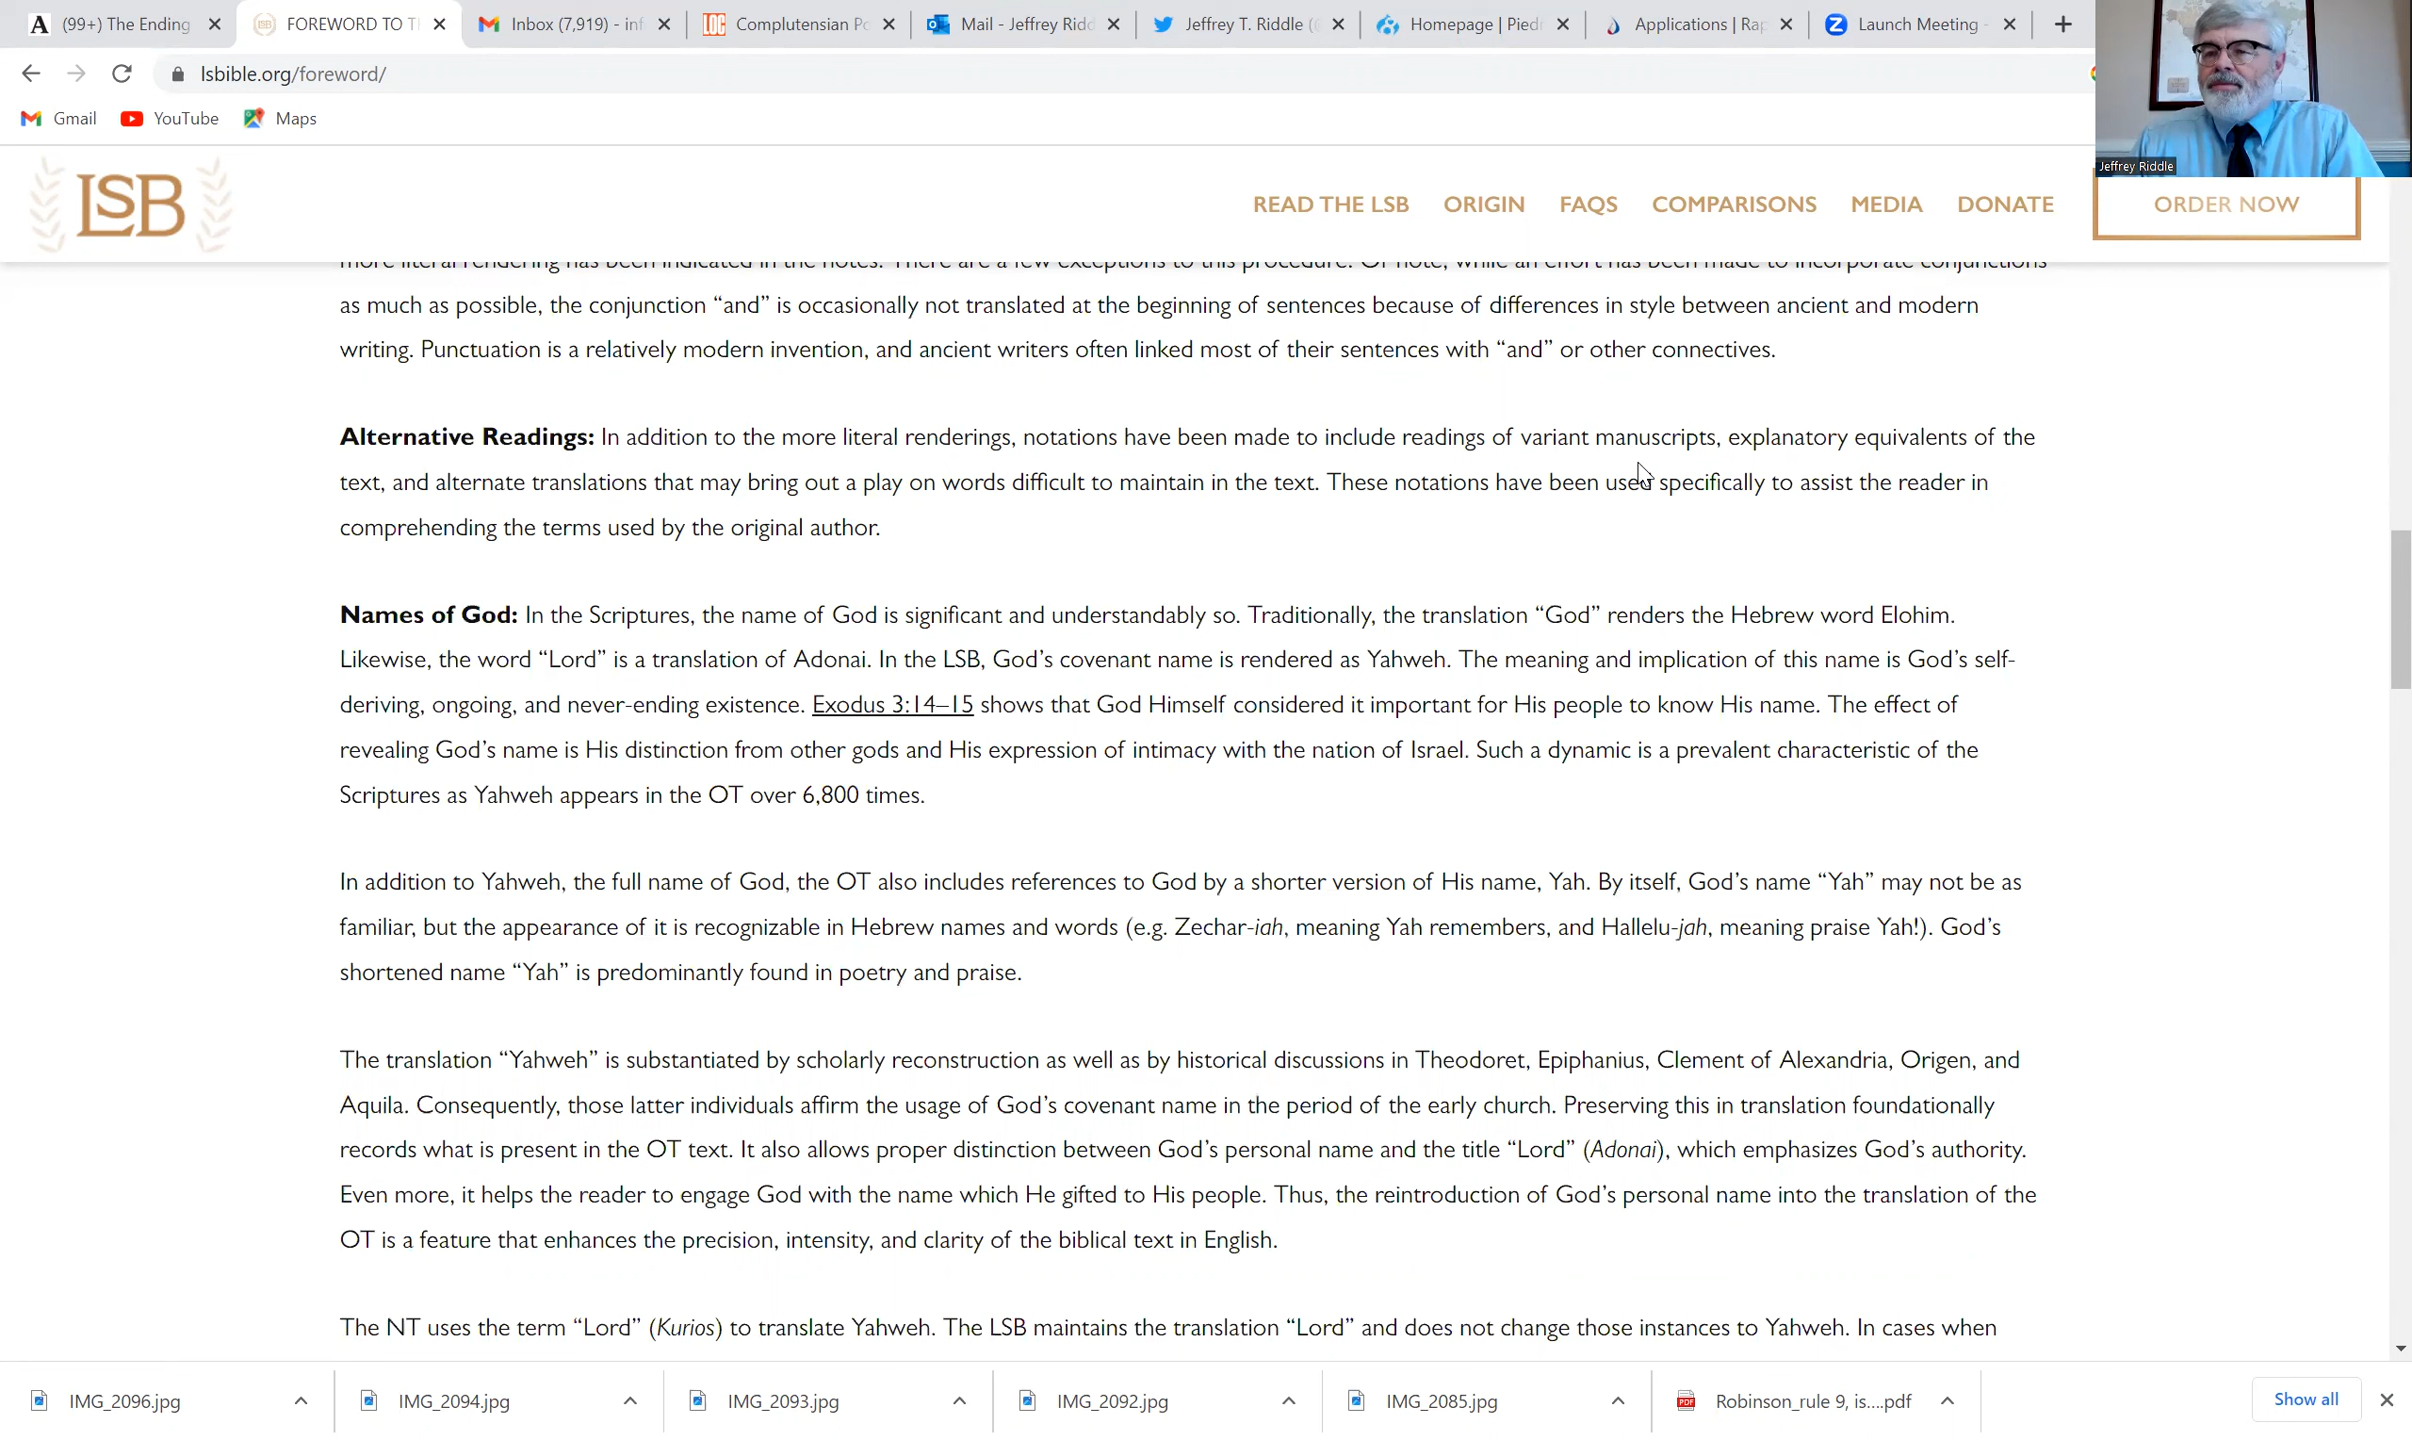 A (99+) The Ending
FOREWORD TO TH
Inbox (7,919) - inf
LOC Complutensian Po
Mail - Jeffrey Ridd
Jeffrey T. Riddle (
Homepage | Pied
Applications | Rap
Launch Meeting -
lsbible.org/foreword/
Gmail YouTube Maps
Jeffrey Riddle
LSB
READ THE LSB ORIGIN FAQS COMPARISONS MEDIA DONATE ORDER NOW
more literal rendering has been indicated in the notes. There are a few exceptions to this procedure. Of note, while an effort has been made to incorporate conjunctions
as much as possible, the conjunction “and” is occasionally not translated at the beginning of sentences because of differences in style between ancient and modern
writing. Punctuation is a relatively modern invention, and ancient writers often linked most of their sentences with “and” or other connectives.
Alternative Readings: In addition to the more literal renderings, notations have been made to include readings of variant manuscripts, explanatory equivalents of the
text, and alternate translations that may bring out a play on words difficult to maintain in the text. These notations have been used specifically to assist the reader in
comprehending the terms used by the original author.
Names of God: In the Scriptures, the name of God is significant and understandably so. Traditionally, the translation “God” renders the Hebrew word Elohim.
Likewise, the word “Lord” is a translation of Adonai. In the LSB, God’s covenant name is rendered as Yahweh. The meaning and implication of this name is God’s self-
deriving, ongoing, and never-ending existence. Exodus 3:14–15 shows that God Himself considered it important for His people to know His name. The effect of
revealing God’s name is His distinction from other gods and His expression of intimacy with the nation of Israel. Such a dynamic is a prevalent characteristic of the
Scriptures as Yahweh appears in the OT over 6,800 times.
In addition to Yahweh, the full name of God, the OT also includes references to God by a shorter version of His name, Yah. By itself, God’s name “Yah” may not be as
familiar, but the appearance of it is recognizable in Hebrew names and words (e.g. Zechar-iah, meaning Yah remembers, and Hallelu-jah, meaning praise Yah!). God’s
shortened name “Yah” is predominantly found in poetry and praise.
The translation “Yahweh” is substantiated by scholarly reconstruction as well as by historical discussions in Theodoret, Epiphanius, Clement of Alexandria, Origen, and
Aquila. Consequently, those latter individuals affirm the usage of God’s covenant name in the period of the early church. Preserving this in translation foundationally
records what is present in the OT text. It also allows proper distinction between God’s personal name and the title “Lord” (Adonai), which emphasizes God’s authority.
Even more, it helps the reader to engage God with the name which He gifted to His people. Thus, the reintroduction of God’s personal name into the translation of the
OT is a feature that enhances the precision, intensity, and clarity of the biblical text in English.
The NT uses the term “Lord” (Kurios) to translate Yahweh. The LSB maintains the translation “Lord” and does not change those instances to Yahweh. In cases when
IMG_2096.jpg
IMG_2094.jpg
IMG_2093.jpg
IMG_2092.jpg
IMG_2085.jpg
PDF Robinson_rule 9, is....pdf
Show all